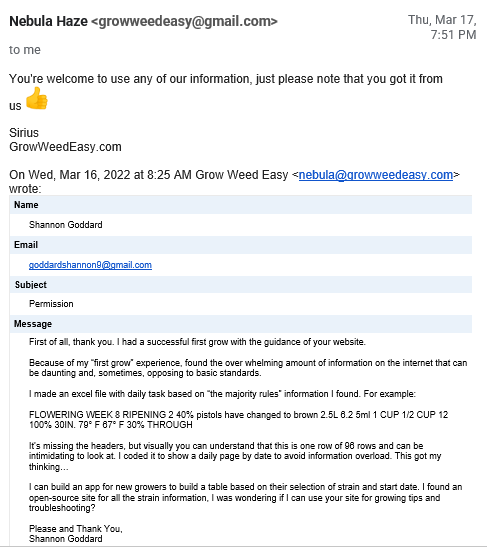 Nebula Haze <growweedeasy@gmail.com>
Thu, Mar 17,
7:51 PM
to me
You're welcome to use any of our information, just please note that you got it from
us 👍
Sirius
GrowWeedEasy.com
On Wed, Mar 16, 2022 at 8:25 AM Grow Weed Easy <nebula@growweedeasy.com>
wrote:
Name
Shannon Goddard
Email
goddardshannon9@gmail.com
Subject
Permission
Message
First of all, thank you. I had a successful first grow with the guidance of your website.
Because of my "first grow" experience, found the over whelming amount of information on the internet that can
be daunting and, sometimes, opposing to basic standards.
I made an excel file with daily task based on "the majority rules" information I found. For example:
FLOWERING WEEK 8 RIPENING 2 40% pistols have changed to brown 2.5L 6.2 5ml 1 CUP 1/2 CUP 12
100% 30IN. 79° F 67° F 30% THROUGH
It's missing the headers, but visually you can understand that this is one row of 96 rows and can be
intimidating to look at. I coded it to show a daily page by date to avoid information overload. This got my
thinking…
I can build an app for new growers to build a table based on their selection of strain and start date. I found an
open-source site for all the strain information, I was wondering if I can use your site for growing tips and
troubleshooting?
Please and Thank You,
Shannon Goddard